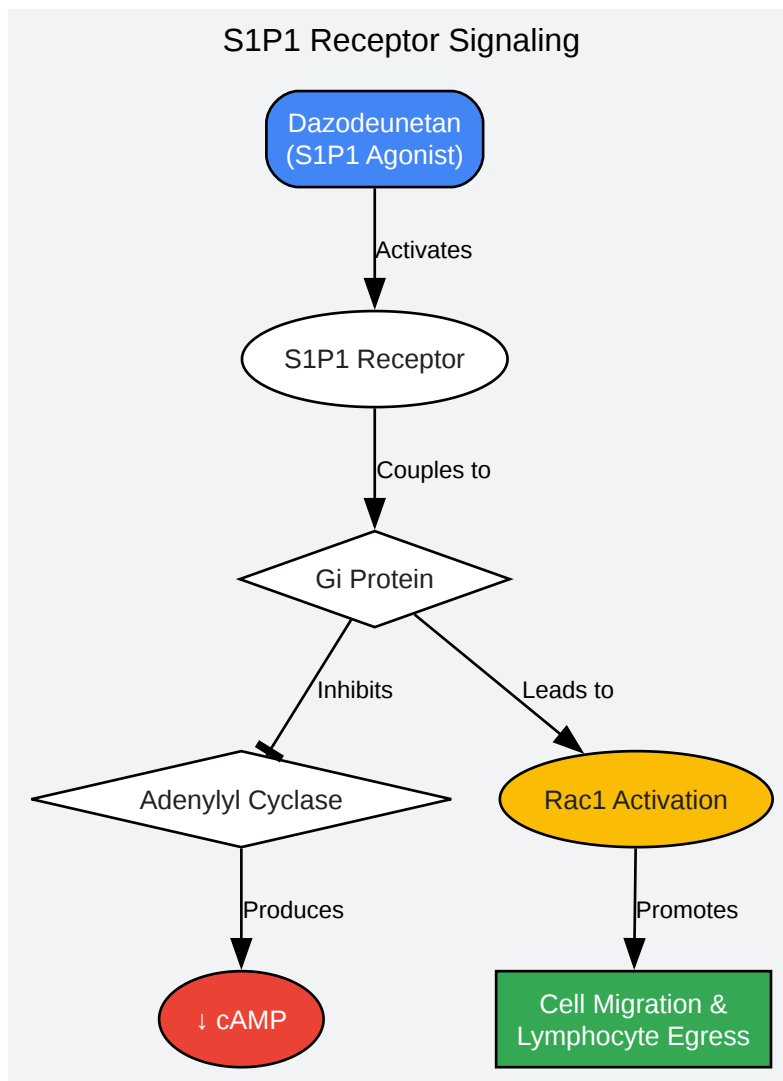 S1P1 Receptor Signaling
Dazodeunetan
(S1P1 Agonist)
Activates
S1P1 Receptor
Couples to
Gi Protein
Inhibits
Leads to
Adenylyl Cyclase
Rac1 Activation
Produces
Promotes
↓ cAMP
Cell Migration &
Lymphocyte Egress